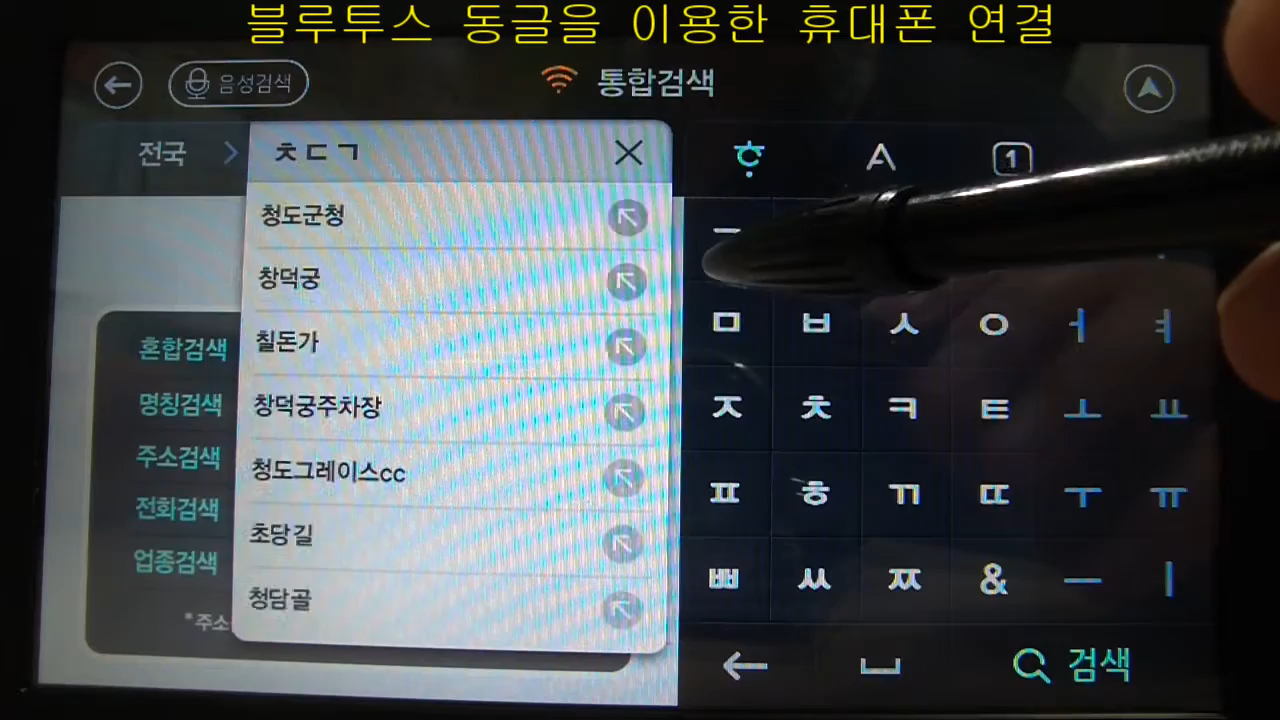 블루투스 동글을 이용한 휴대폰 연결
음성검색
통합검색
전국
ㅊㄷㄱ
청도군청
창덕궁
칠돈가
창덕궁주차장
청도그레이스cc
초당길
청담골
혼합검색
명칭검색
주소검색
전화검색
업종검색
*주소
ㅎ A 1
ㅁ ㅂ ㅅ ㅇ ㅓ ㅕ
ㅈ ㅊ ㅋ ㅌ ㅗ ㅛ
ㅍ ㅎ ㄲ ㄸ ㅜ ㅠ
ㅃ ㅆ ㅉ & ㅡ ㅣ
검색